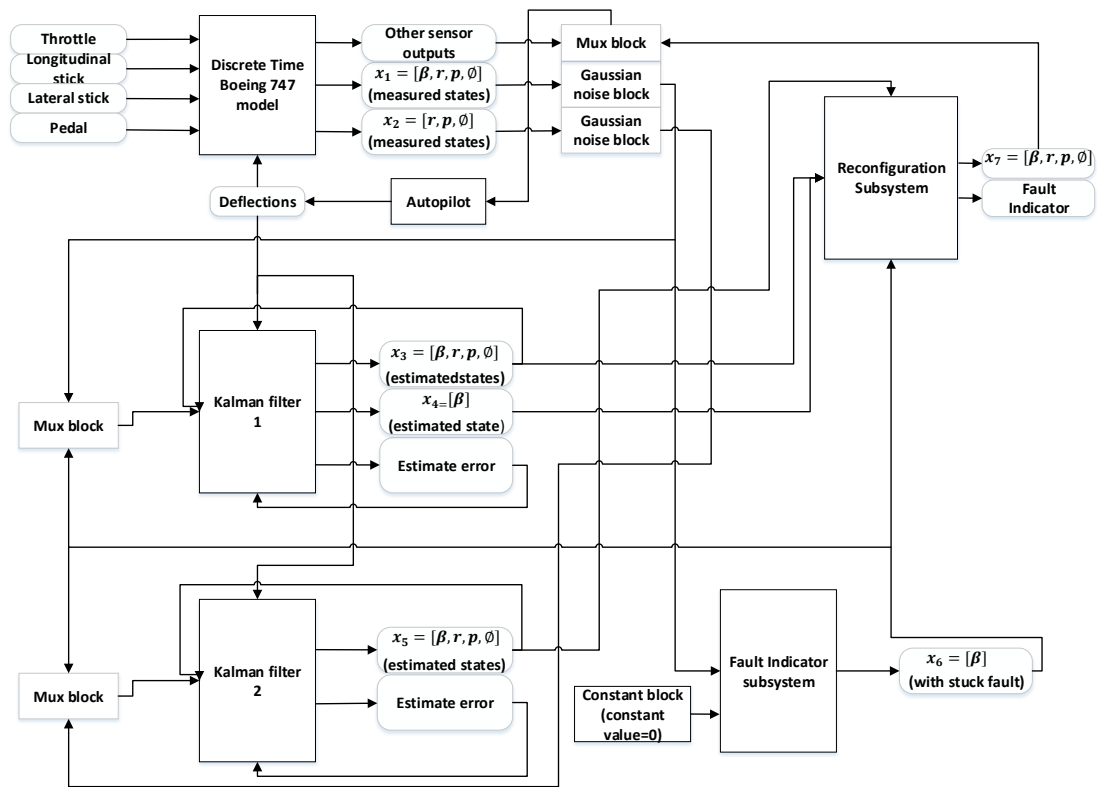 Throttle
Longitudinal
stick
Lateral stick
Pedal
Discrete Time
Boeing 747
model
Other sensor
outputs
x₁ = [β, r, p, ∅]
(measured states)
x₂ = [r, p, ∅]
(measured states)
Mux block
Gaussian
noise block
Gaussian
noise block
Deflections
Autopilot
Reconfiguration
Subsystem
x₇ = [β, r, p, ∅]
Fault
Indicator
Kalman filter
1
x₃ = [β, r, p, ∅]
(estimatedstates)
x₄₌[β]
(estimated state)
Estimate error
Mux block
Kalman filter
2
x₅ = [β, r, p, ∅]
(estimated states)
Estimate error
Mux block
Constant block
(constant
value=0)
Fault Indicator
subsystem
x₆ = [β]
(with stuck fault)